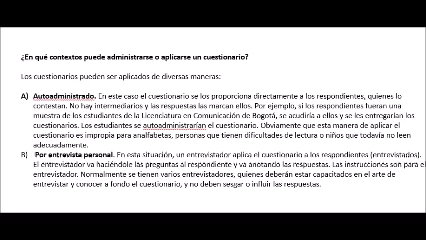 ¿En qué contextos puede administrarse o aplicarse un cuestionario?
Los cuestionarios pueden ser aplicados de diversas maneras:
A) Autoadministrado. En este caso el cuestionario se los proporciona directamente a los respondientes, quienes lo
contestan. No hay intermediarios y las respuestas las marcan ellos. Por ejemplo, si los respondientes fueran una
muestra de los estudiantes de la Licenciatura en Comunicación de Bogotá, se acudiría a ellos y se les entregarían los
cuestionarios. Los estudiantes se autoadministrarían el cuestionario. Obviamente que esta manera de aplicar el
cuestionario es impropia para analfabetas, personas que tienen dificultades de lectura o niños que todavía no leen
adecuadamente.
B) Por entrevista personal. En esta situación, un entrevistador aplica el cuestionario a los respondientes (entrevistados).
El entrevistador va haciéndole las preguntas al respondiente y va anotando las respuestas. Las instrucciones son para el
entrevistador. Normalmente se tienen varios entrevistadores, quienes deberán estar capacitados en el arte de
entrevistar y conocer a fondo el cuestionario, y no deben sesgar o influir las respuestas.